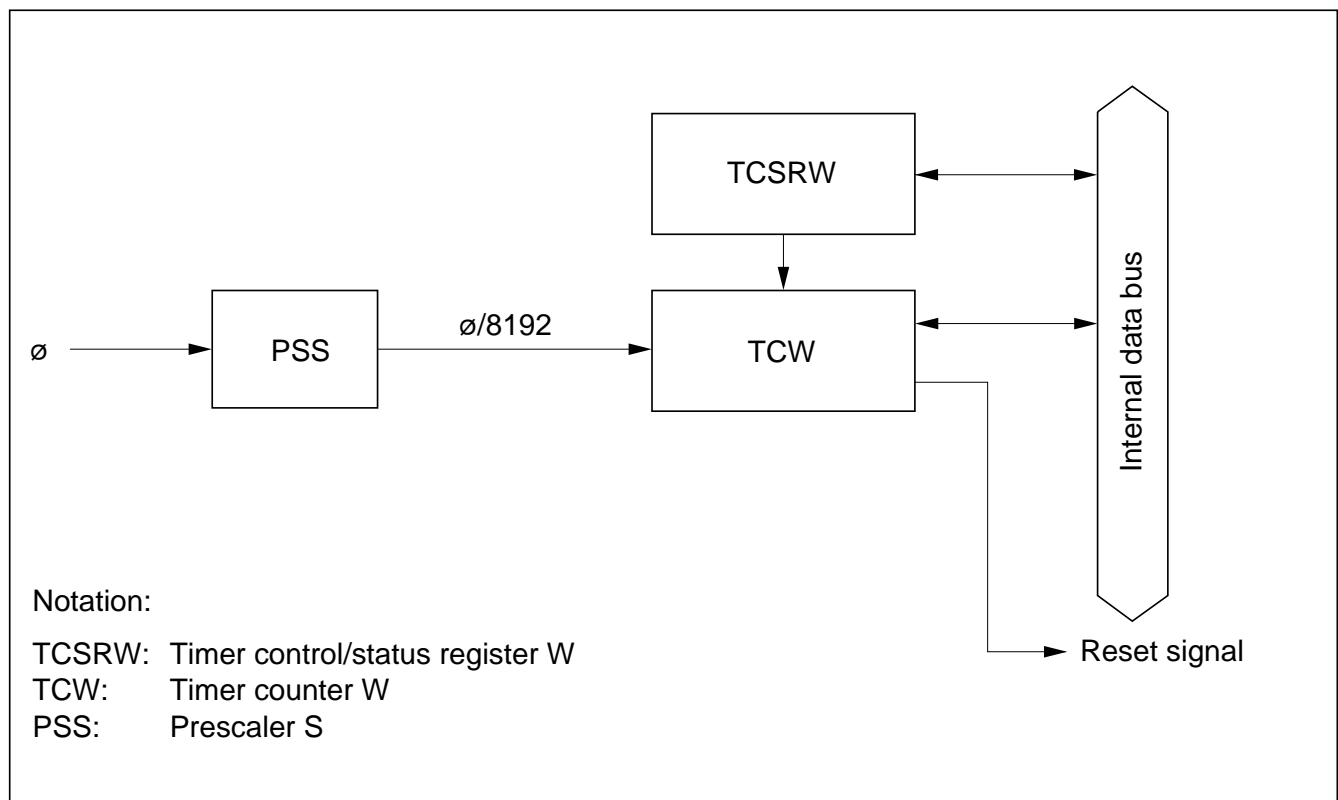 TCSRW
ø/8192
ø
PSS
TCW
Internal data bus
Reset signal
Notation:
TCSRW: Timer control/status register W
TCW: Timer counter W
PSS: Prescaler S